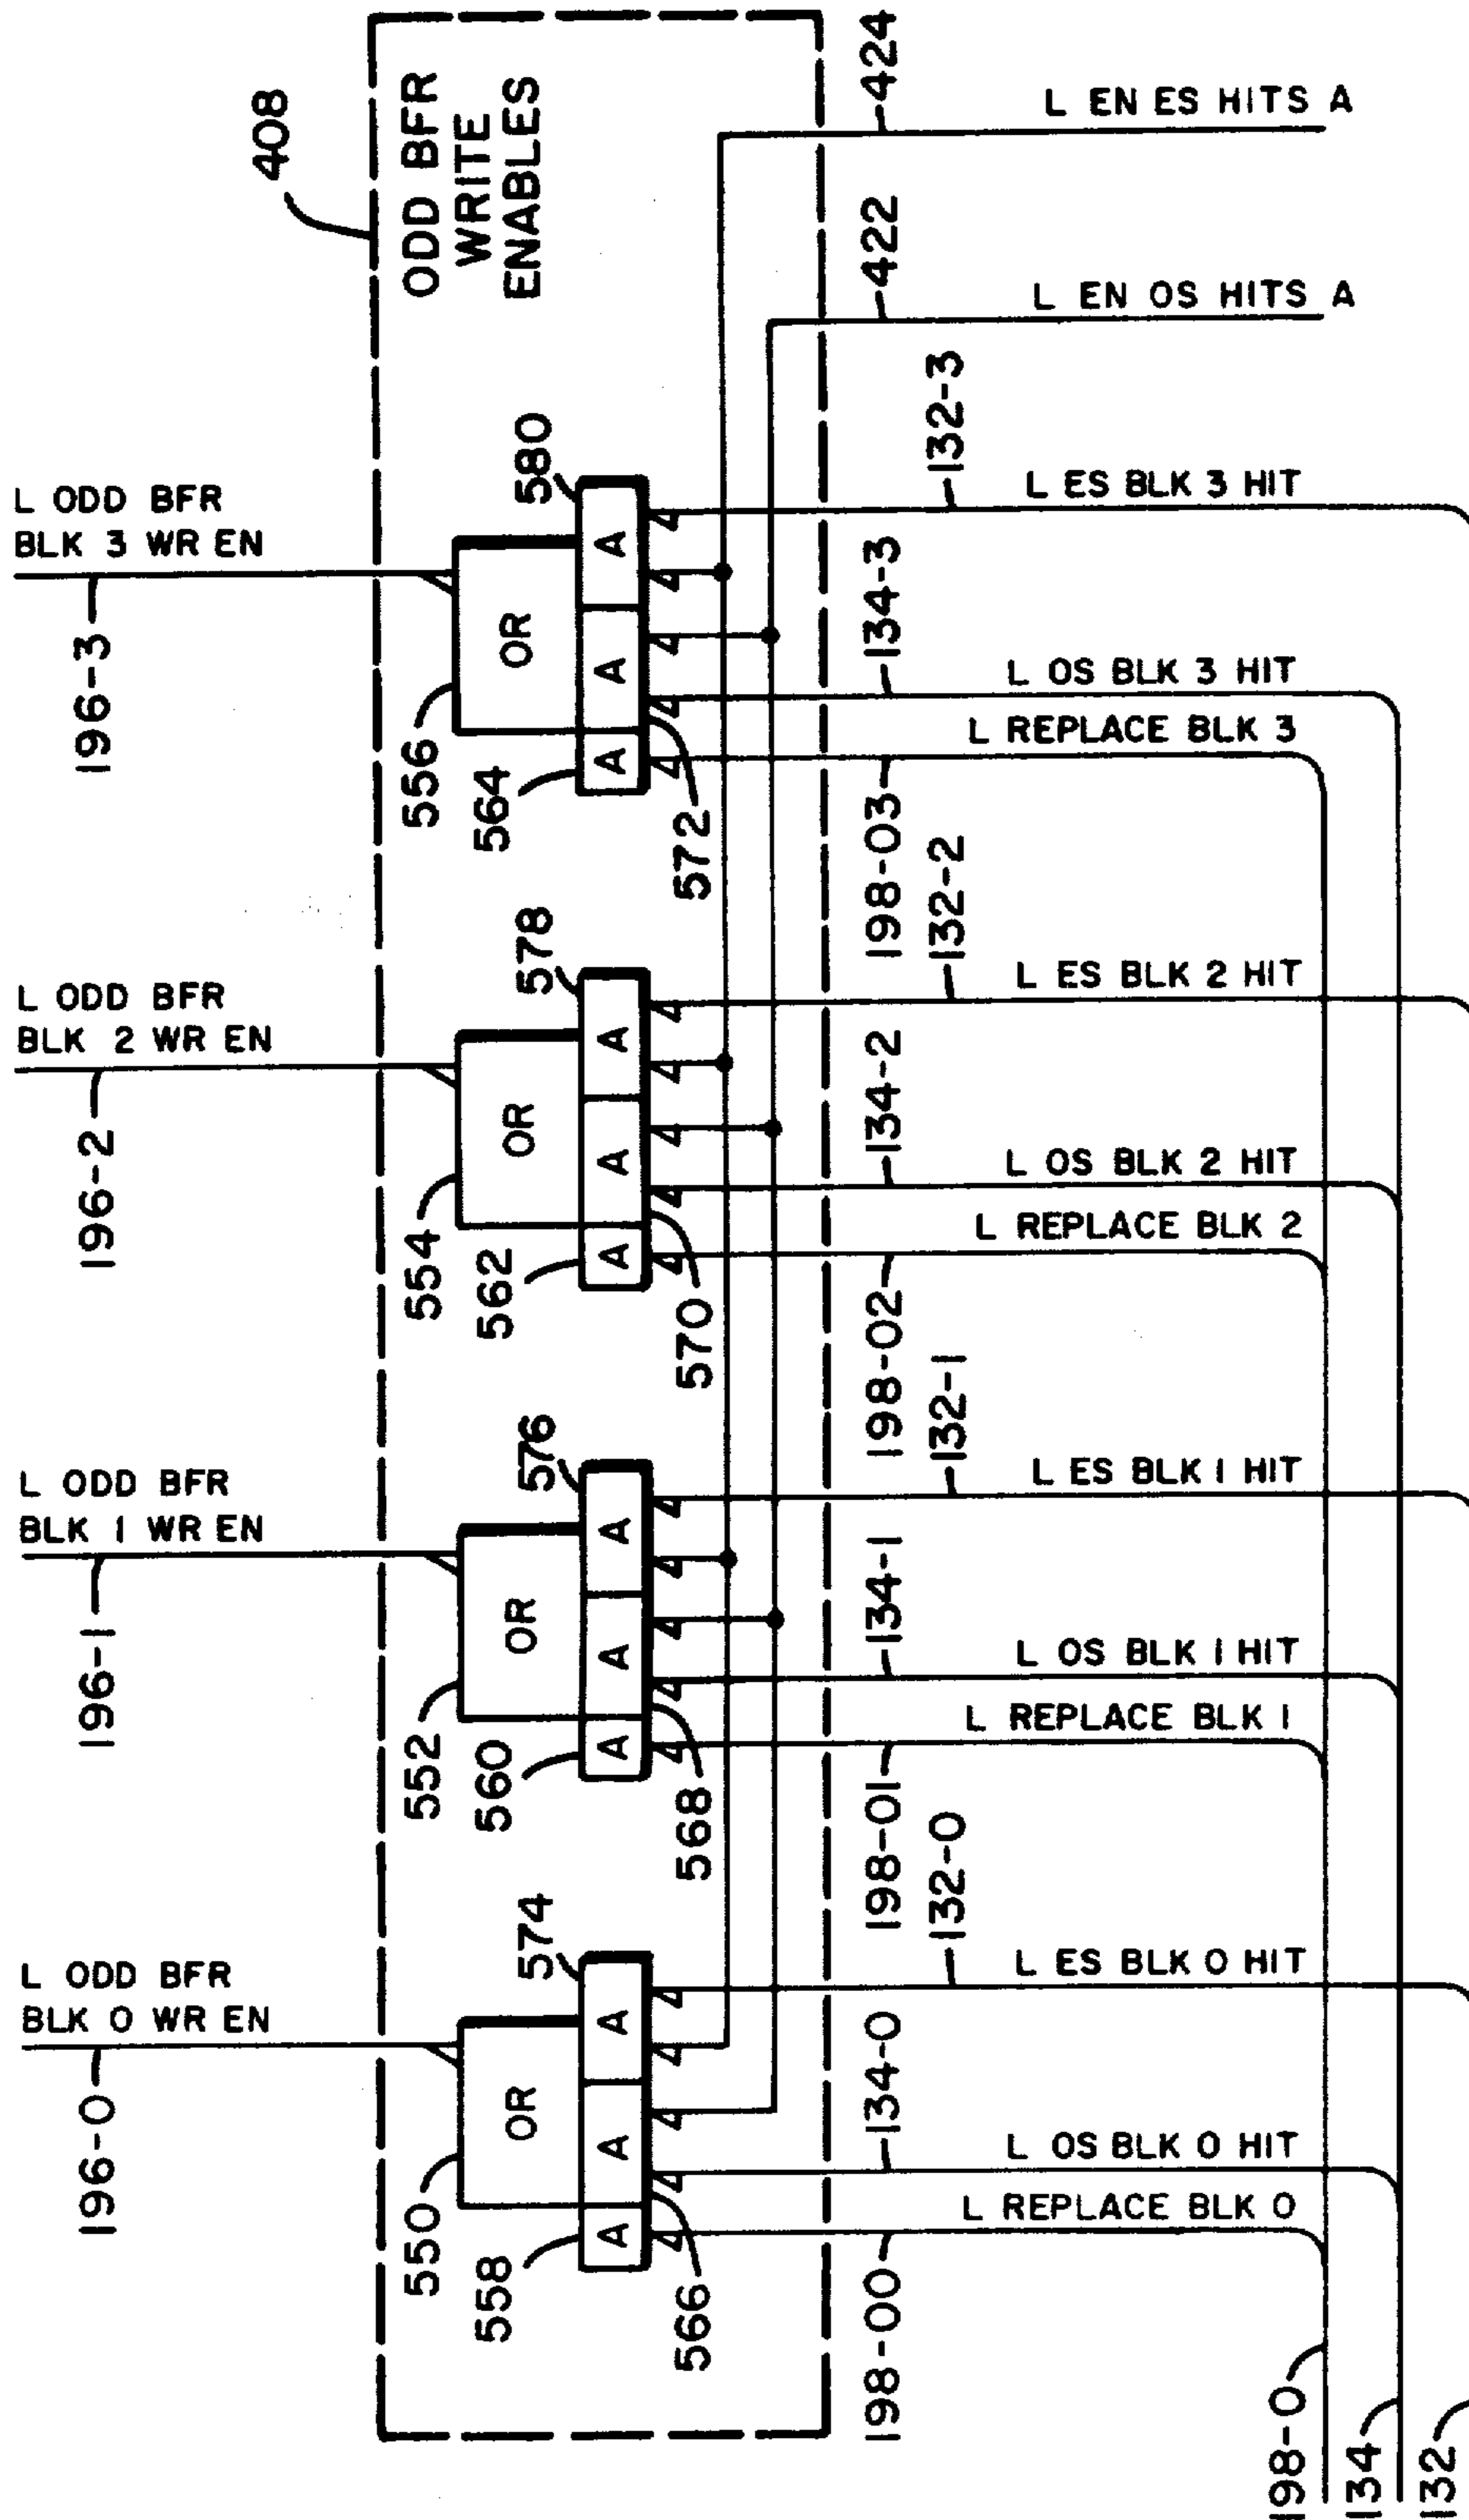 L ODD BFR
BLK 3 WR EN
196-3
L ODD BFR
BLK 2 WR EN
196-2
L ODD BFR
BLK 1 WR EN
196-1
L ODD BFR
BLK 0 WR EN
196-0
408
ODD BFR
WRITE
ENABLES
556
OR
564
580
A
A
A
572
554
OR
562
578
A
A
A
570
552
OR
560
576
A
A
A
568
550
OR
558
574
A
A
A
566
424
L EN ES HITS A
422
L EN OS HITS A
132-3
L ES BLK 3 HIT
134-3
L OS BLK 3 HIT
L REPLACE BLK 3
198-03
132-2
L ES BLK 2 HIT
134-2
L OS BLK 2 HIT
L REPLACE BLK 2
198-02
132-1
L ES BLK 1 HIT
134-1
L OS BLK 1 HIT
L REPLACE BLK 1
198-01
132-0
L ES BLK 0 HIT
134-0
L OS BLK 0 HIT
L REPLACE BLK 0
198-00
198-0
134
132